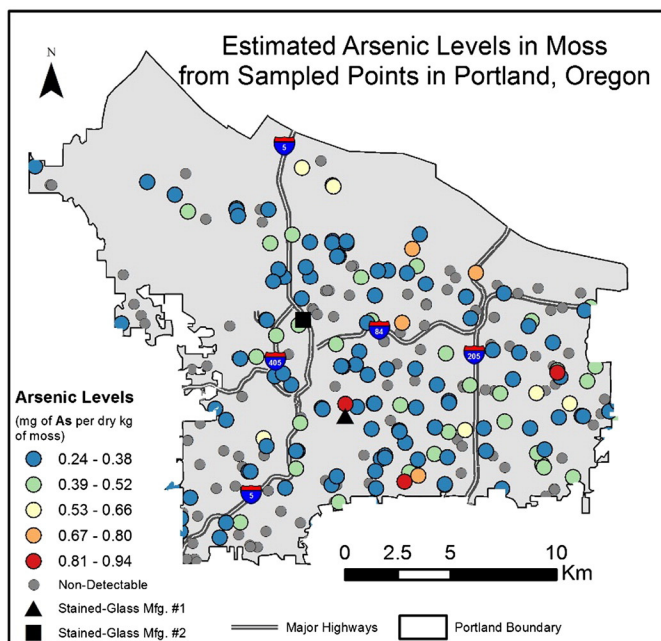 Estimated Arsenic Levels in Moss
from Sampled Points in Portland, Oregon
N
5
84
405
205
5
Arsenic Levels
(mg of As per dry kg
of moss)
0.24 - 0.38
0.39 - 0.52
0.53 - 0.66
0.67 - 0.80
0.81 - 0.94
Non-Detectable
Stained-Glass Mfg. #1
Stained-Glass Mfg. #2
0 2.5 5 10
Km
Major Highways
Portland Boundary